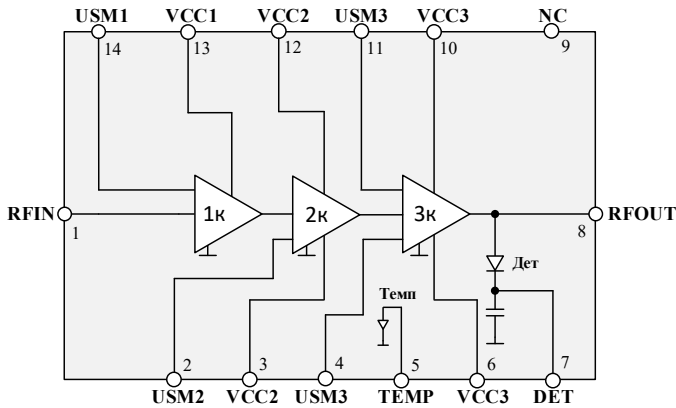 USM1 VCC1 VCC2 USM3 VCC3 NC
14 13 12 11 10 9
1к 2к 3к
RFIN RFOUT
1 8
Дет
Темп
2 3 4 5 6 7
USM2 VCC2 USM3 TEMP VCC3 DET